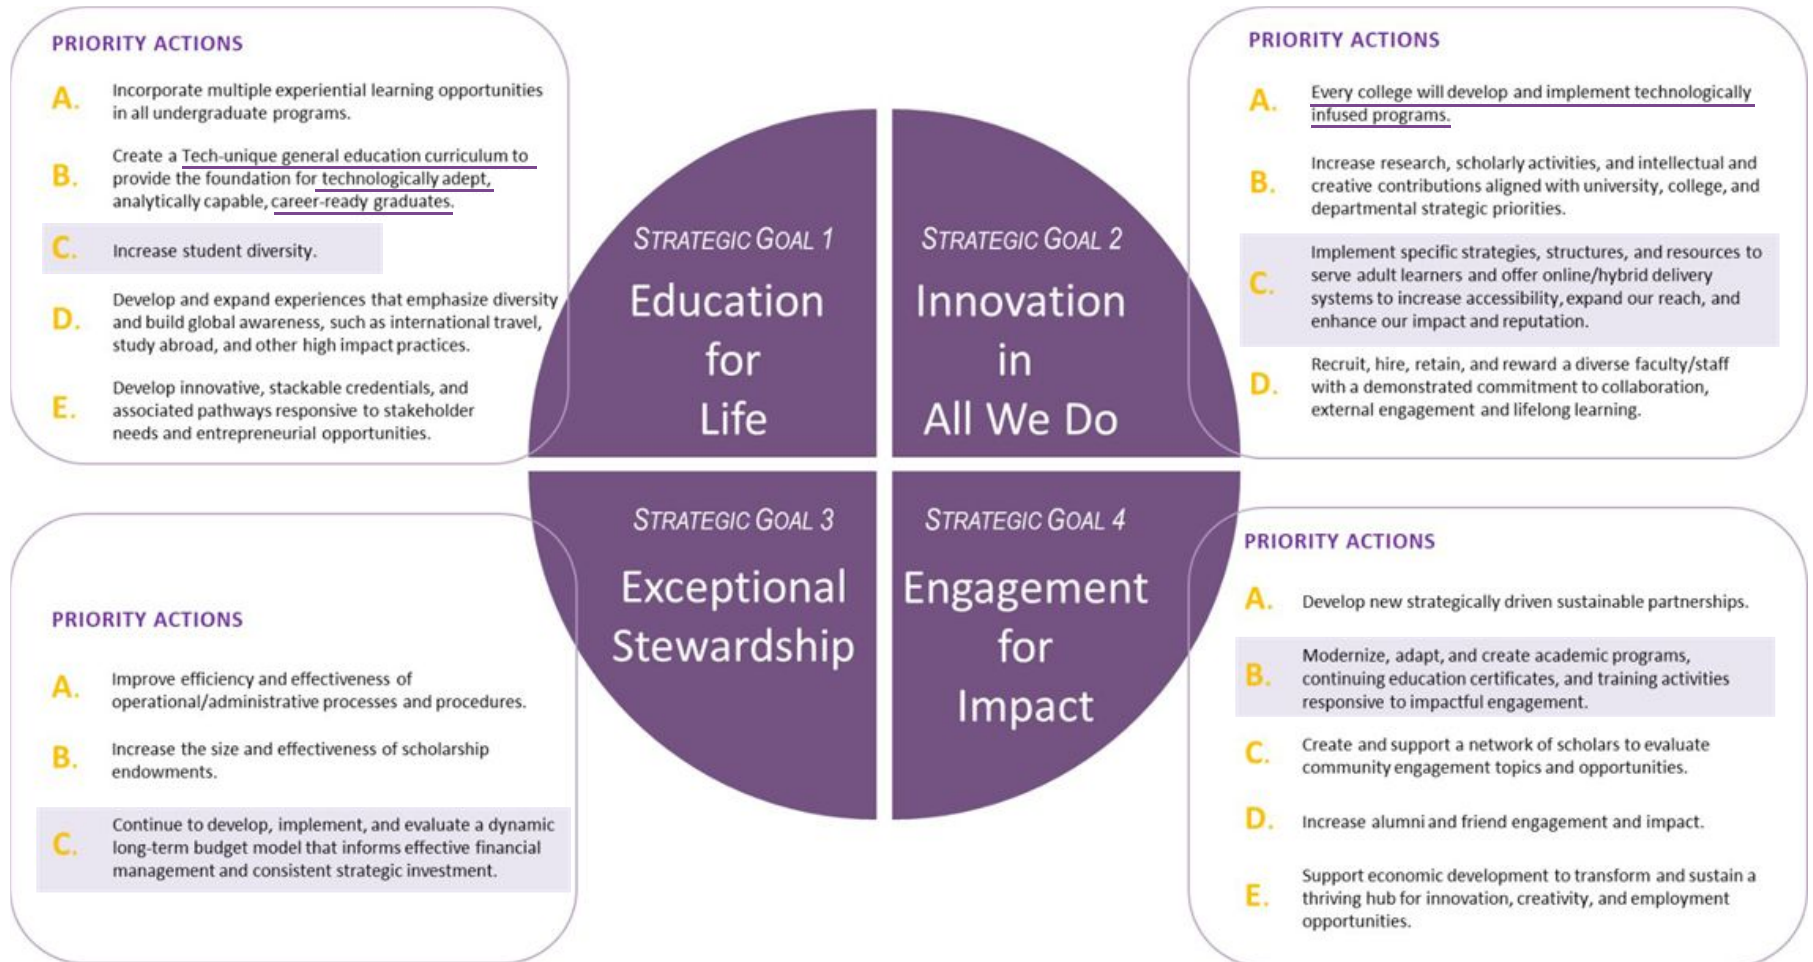 PRIORITY ACTIONS
A.
Incorporate multiple experiential learning opportunities
in all undergraduate programs.
B.
Create a Tech-unique general education curriculum to
provide the foundation for technologically adept,
analytically capable, career-ready graduates.
C.
Increase student diversity.
D.
Develop and expand experiences that emphasize diversity
and build global awareness, such as international travel,
study abroad, and other high impact practices.
E.
Develop innovative, stackable credentials, and
associated pathways responsive to stakeholder
needs and entrepreneurial opportunities.
STRATEGIC GOAL 1
Education
for
Life
STRATEGIC GOAL 2
Innovation
in
All We Do
PRIORITY ACTIONS
A.
Every college will develop and implement technologically
infused programs.
B.
Increase research, scholarly activities, and intellectual and
creative contributions aligned with university, college, and
departmental strategic priorities.
C.
Implement specific strategies, structures, and resources to
serve adult learners and offer online/hybrid delivery
systems to increase accessibility, expand our reach, and
enhance our impact and reputation.
D.
Recruit, hire, retain, and reward a diverse faculty/staff
with a demonstrated commitment to collaboration,
external engagement and lifelong learning.
PRIORITY ACTIONS
A.
Improve efficiency and effectiveness of
operational/administrative processes and procedures.
B.
Increase the size and effectiveness of scholarship
endowments.
C.
Continue to develop, implement, and evaluate a dynamic
long-term budget model that informs effective financial
management and consistent strategic investment.
STRATEGIC GOAL 3
Exceptional
Stewardship
STRATEGIC GOAL 4
Engagement
for
Impact
PRIORITY ACTIONS
A.
Develop new strategically driven sustainable partnerships.
B.
Modernize, adapt, and create academic programs,
continuing education certificates, and training activities
responsive to impactful engagement.
C.
Create and support a network of scholars to evaluate
community engagement topics and opportunities.
D.
Increase alumni and friend engagement and impact.
E.
Support economic development to transform and sustain a
thriving hub for innovation, creativity, and employment
opportunities.